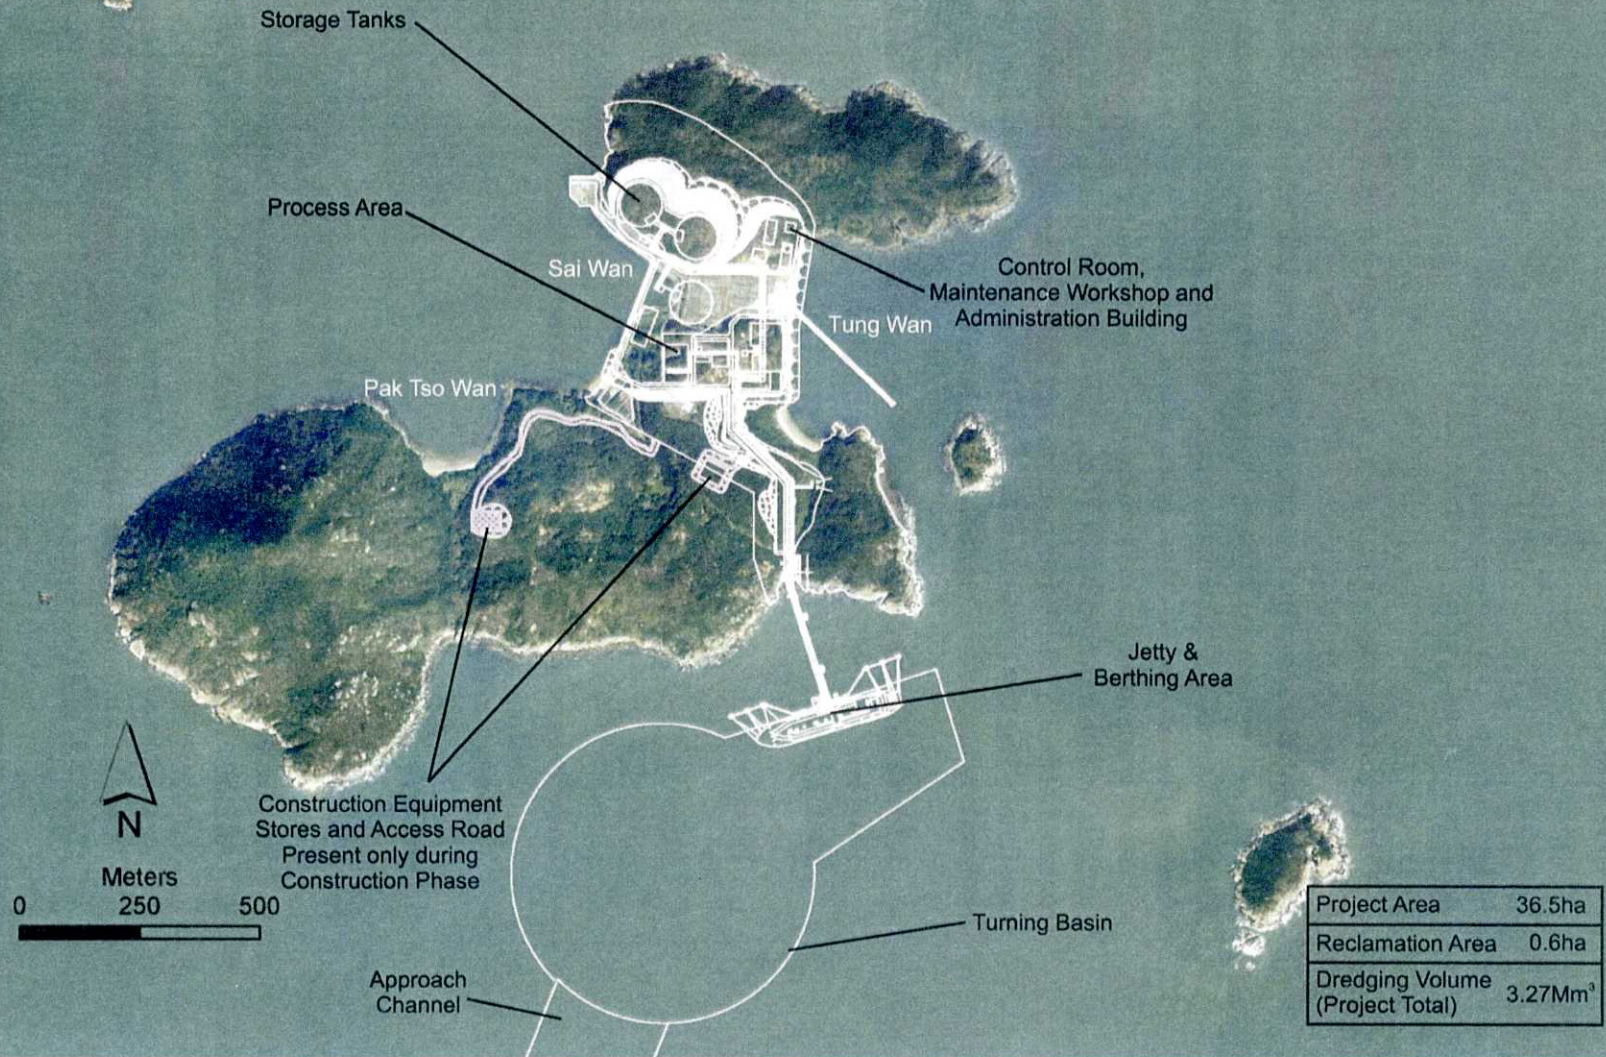 Storage Tanks
Process Area
Sai Wan
Control Room,
Maintenance Workshop and
Administration Building
Tung Wan
Pak Tso Wan
Jetty &
Berthing Area
Construction Equipment
Stores and Access Road
Present only during
Construction Phase
N
Meters
0 250 500
Turning Basin
Approach
Channel
Project Area 36.5ha
Reclamation Area 0.6ha
Dredging Volume
(Project Total) 3.27Mm³